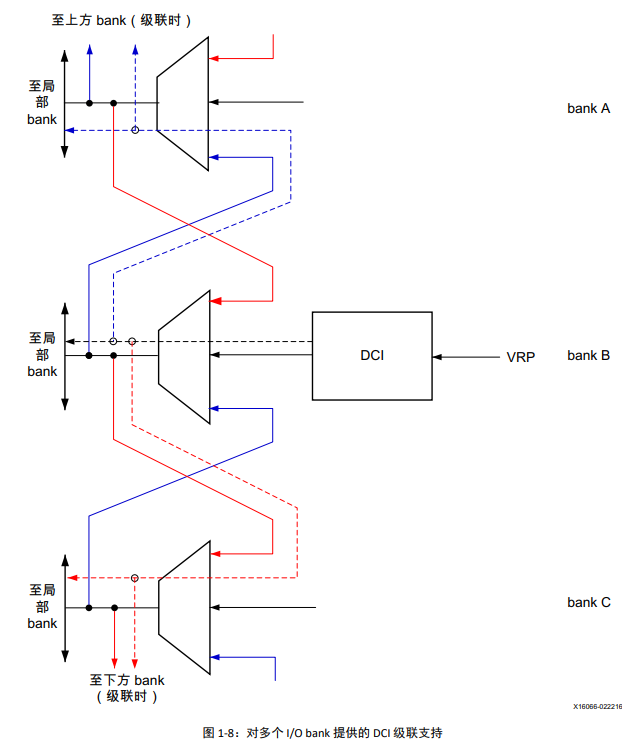 至上方 bank（级联时）
至局
部
bank
bank A
至局
部
bank
DCI
VRP
bank B
至局
部
bank
bank C
至下方 bank
（级联时）
X16066-022216
图 1-8：对多个 I/O bank 提供的 DCI 级联支持